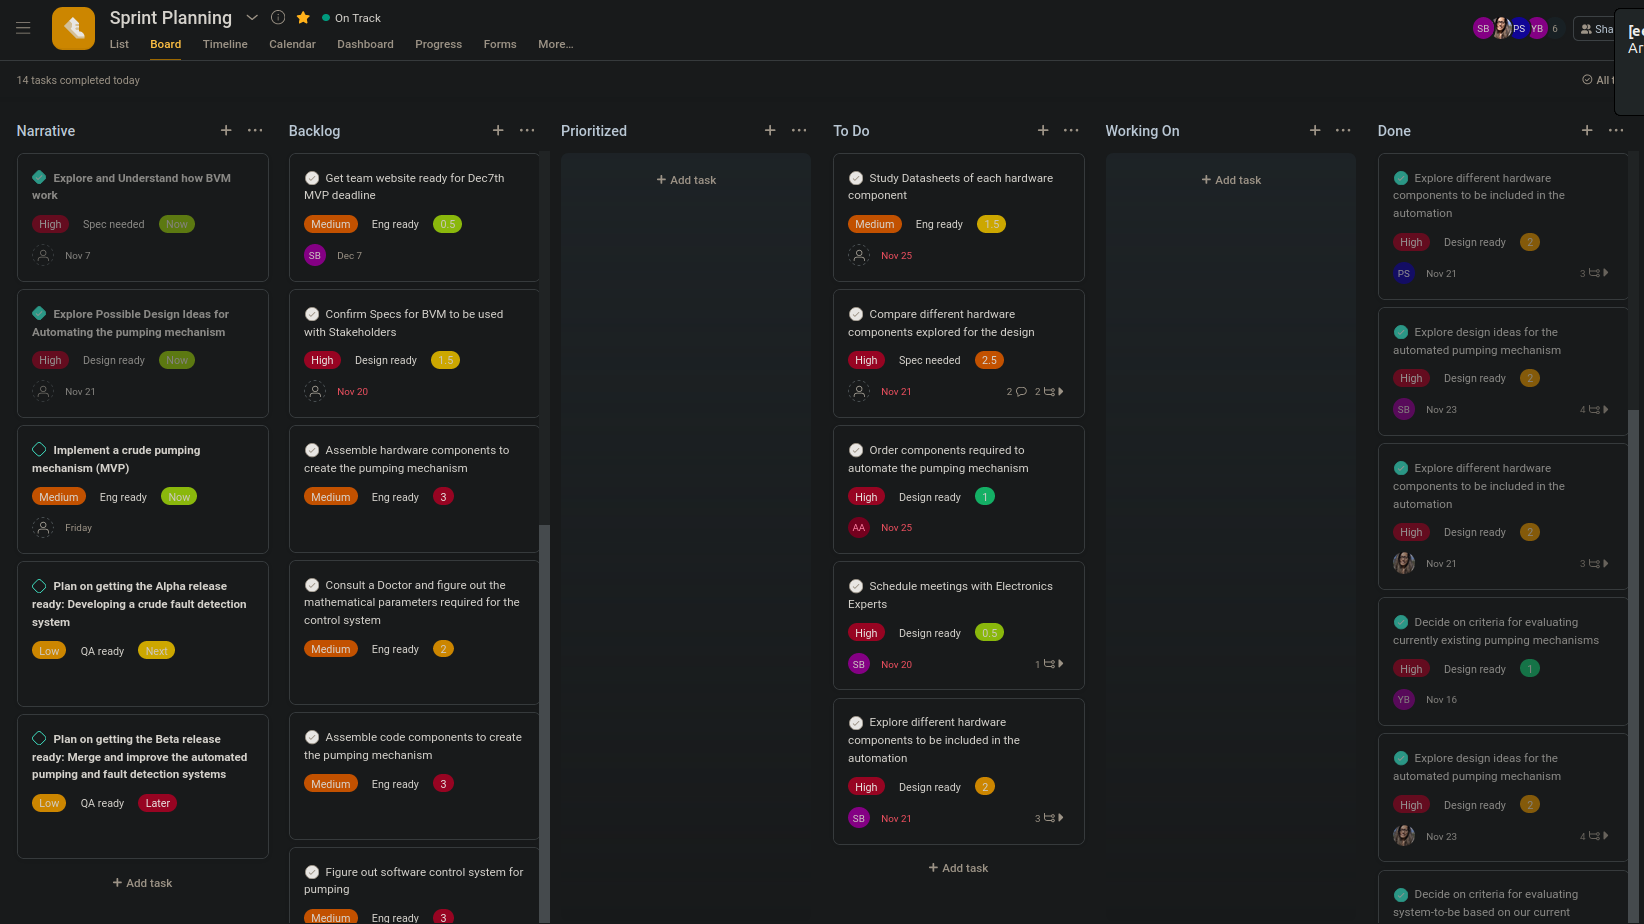 Sprint Planning
On Track
List Board Timeline Calendar Dashboard Progress Forms More...
SB PS YB 6
14 tasks completed today
Narrative
Explore and Understand how BVM
work
High Spec needed Now
Nov 7
Explore Possible Design Ideas for
Automating the pumping mechanism
High Design ready Now
Nov 21
Implement a crude pumping
mechanism (MVP)
Medium Eng ready Now
Friday
Plan on getting the Alpha release
ready: Developing a crude fault detection
system
Low QA ready Next
Plan on getting the Beta release
ready: Merge and improve the automated
pumping and fault detection systems
Low QA ready Later
+ Add task
Backlog
Get team website ready for Dec7th
MVP deadline
Medium Eng ready 0.5
SB Dec 7
Confirm Specs for BVM to be used
with Stakeholders
High Design ready 1.5
Nov 20
Assemble hardware components to
create the pumping mechanism
Medium Eng ready 3
Consult a Doctor and figure out the
mathematical parameters required for the
control system
Medium Eng ready 2
Assemble code components to create
the pumping mechanism
Medium Eng ready 3
Figure out software control system for
pumping
Medium Eng ready 3
Prioritized
+ Add task
To Do
Study Datasheets of each hardware
component
Medium Eng ready 1.5
Nov 25
Compare different hardware
components explored for the design
High Spec needed 2.5
Nov 21 2 2
Order components required to
automate the pumping mechanism
High Design ready 1
AA Nov 25
Schedule meetings with Electronics
Experts
High Design ready 0.5
SB Nov 20 1
Explore different hardware
components to be included in the
automation
High Design ready 2
SB Nov 21 3
+ Add task
Working On
+ Add task
Done
Explore different hardware
components to be included in the
automation
High Design ready 2
PS Nov 21 3
Explore design ideas for the
automated pumping mechanism
High Design ready 2
SB Nov 23 4
Explore different hardware
components to be included in the
automation
High Design ready 2
Nov 21 3
Decide on criteria for evaluating
currently existing pumping mechanisms
High Design ready 1
YB Nov 16
Explore design ideas for the
automated pumping mechanism
High Design ready 2
Nov 23 4
Decide on criteria for evaluating
system-to-be based on our current